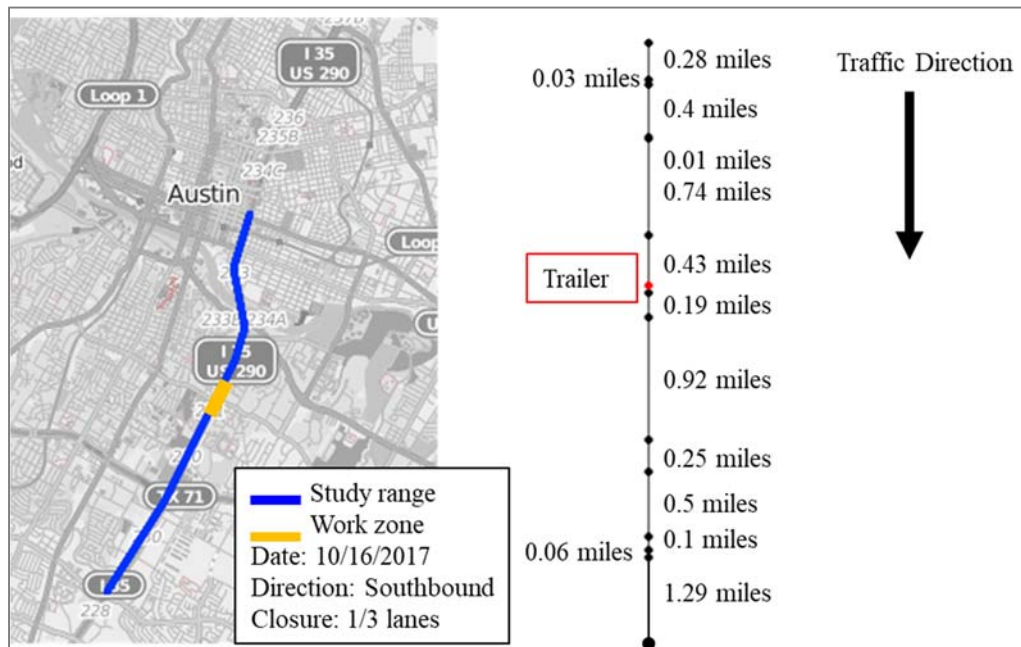 237B
I 35
US 290
Loop 1
236
235B
234C
Austin
Loop
233B 234A
I 35
US 290
TX 71
I 35
228
Study range
Work zone
Date: 10/16/2017
Direction: Southbound
Closure: 1/3 lanes
0.28 miles
0.03 miles
0.4 miles
0.01 miles
0.74 miles
0.43 miles
Trailer
0.19 miles
0.92 miles
0.25 miles
0.5 miles
0.1 miles
0.06 miles
1.29 miles
Traffic Direction